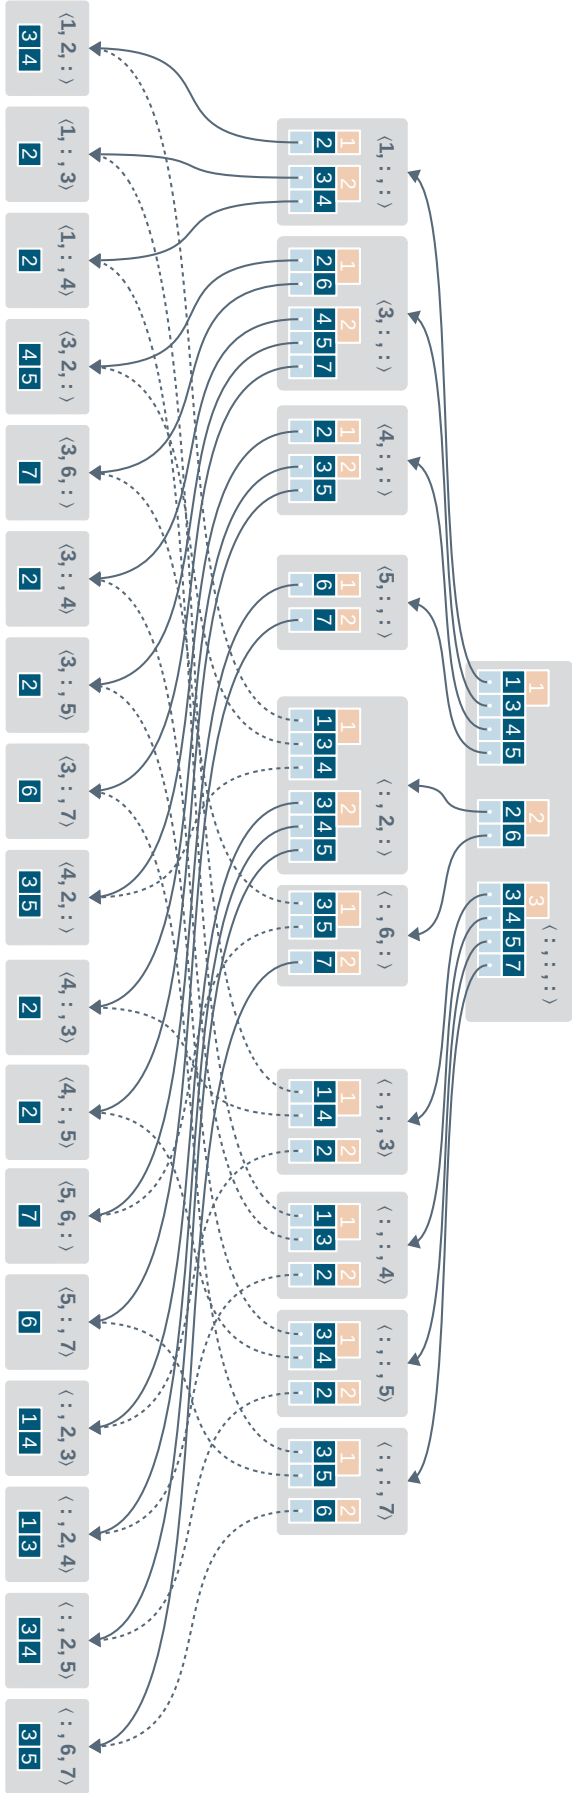 ⟨:, :, :⟩
1 2 3
1 3 4 5 2 6 3 4 5 7
⟨1, :, :⟩
1 2
2 3 4
⟨3, :, :⟩
1 2
2 6 4 5 7
⟨4, :, :⟩
1 2
2 3 5
⟨5, :, :⟩
1 2
6 7
⟨:, 2, :⟩
1 2
1 3 4 3 4 5
⟨:, 6, :⟩
1 2
3 5 7
⟨:, :, 3⟩
1 2
1 4 2
⟨:, :, 4⟩
1 2
1 3 2
⟨:, :, 5⟩
1 2
3 4 2
⟨:, :, 7⟩
1 2
3 5 6
⟨1, 2, :⟩
3 4
⟨1, :, 3⟩
2
⟨1, :, 4⟩
2
⟨3, 2, :⟩
4 5
⟨3, 6, :⟩
7
⟨3, :, 4⟩
2
⟨3, :, 5⟩
2
⟨3, :, 7⟩
6
⟨4, 2, :⟩
3 5
⟨4, :, 3⟩
2
⟨4, :, 5⟩
2
⟨5, 6, :⟩
7
⟨5, :, 7⟩
6
⟨:, 2, 3⟩
1 4
⟨:, 2, 4⟩
1 3
⟨:, 2, 5⟩
3 4
⟨:, 6, 7⟩
3 5